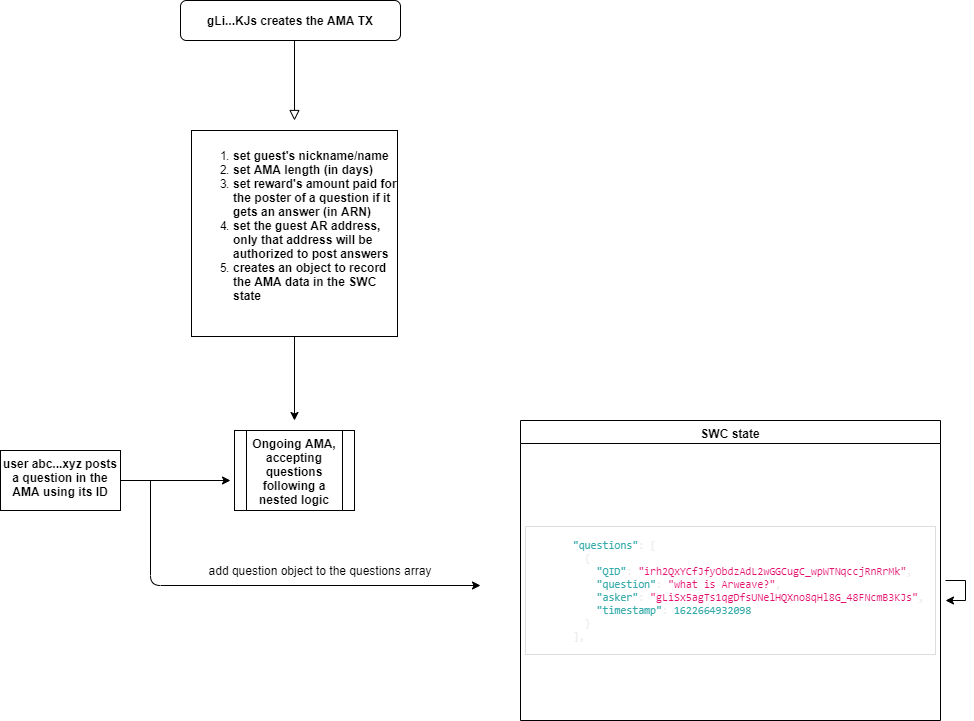 gLi...KJs creates the AMA TX
1. set guest's nickname/name
2. set AMA length (in days)
3. set reward's amount paid for
the poster of a question if it
gets an answer (in ARN)
4. set the guest AR address,
only that address will be
authorized to post answers
5. creates an object to record
the AMA data in the SWC
state
user abc...xyz posts
a question in the
AMA using its ID
Ongoing AMA,
accepting
questions
following a
nested logic
add question object to the questions array
SWC state
"questions": [
{
"QID": "irh2QxYCfJfyObdzAdL2wGGCugC_wpWTNqccjRnRrMk",
"question": "what is Arweave?",
"asker": "gLiSx5agTs1qgDfsUNelHQXno8qHl8G_48FNcmB3KJs",
"timestamp": 1622664932098
}
],